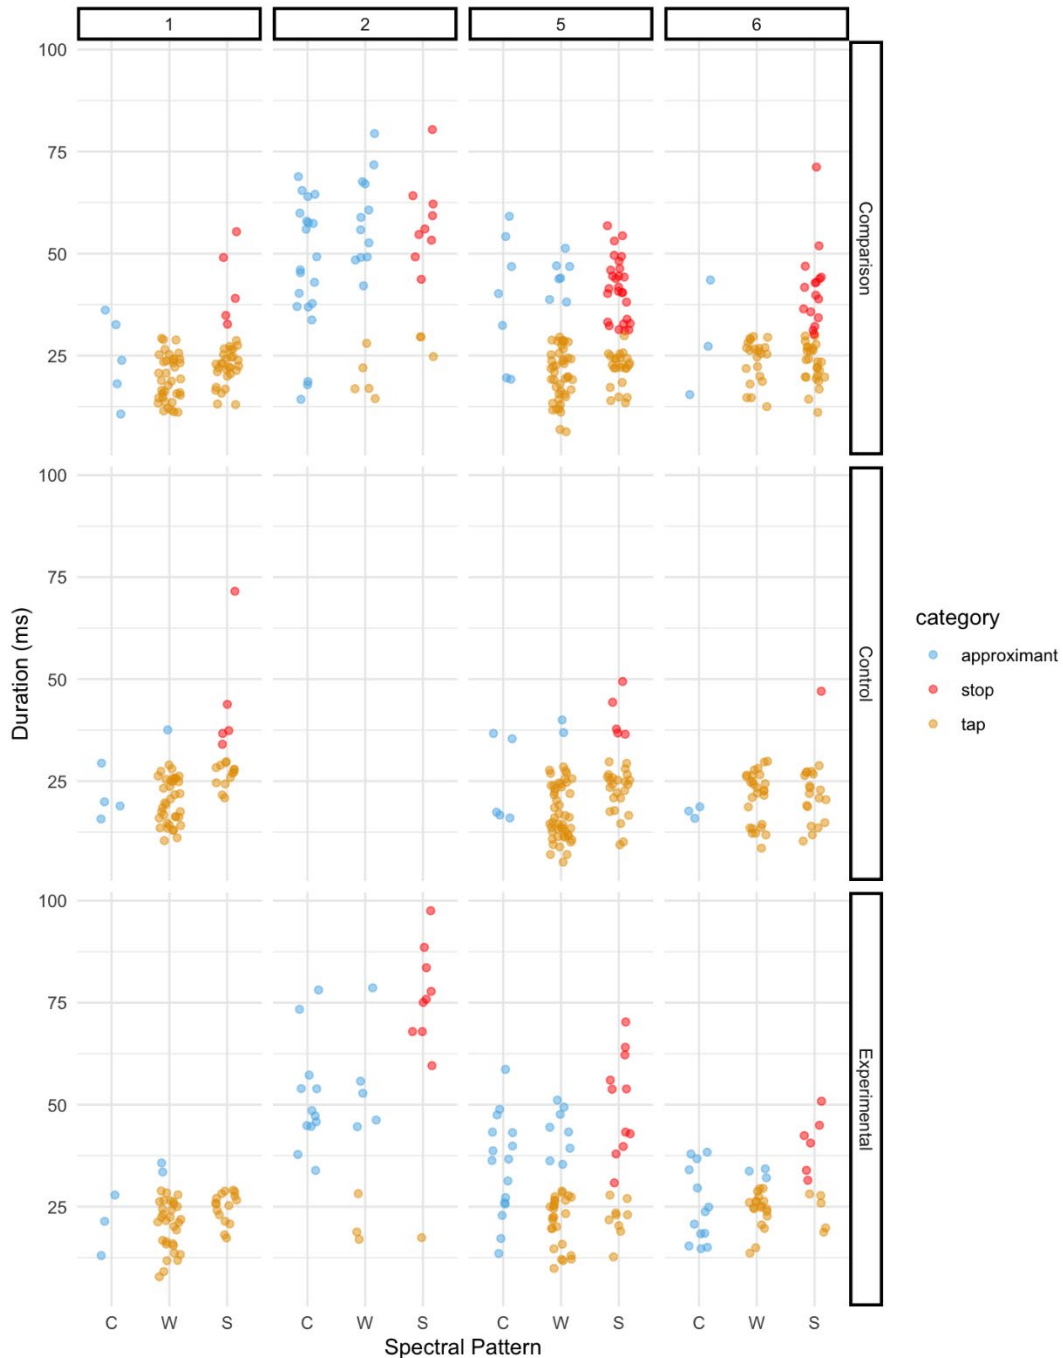 1 2 5 6
100
75
50
25
Comparison
100
75
50
25
Control
100
75
50
25
Experimental
Duration (ms)
C W S C W S C W S C W S
Spectral Pattern
category
approximant
stop
tap